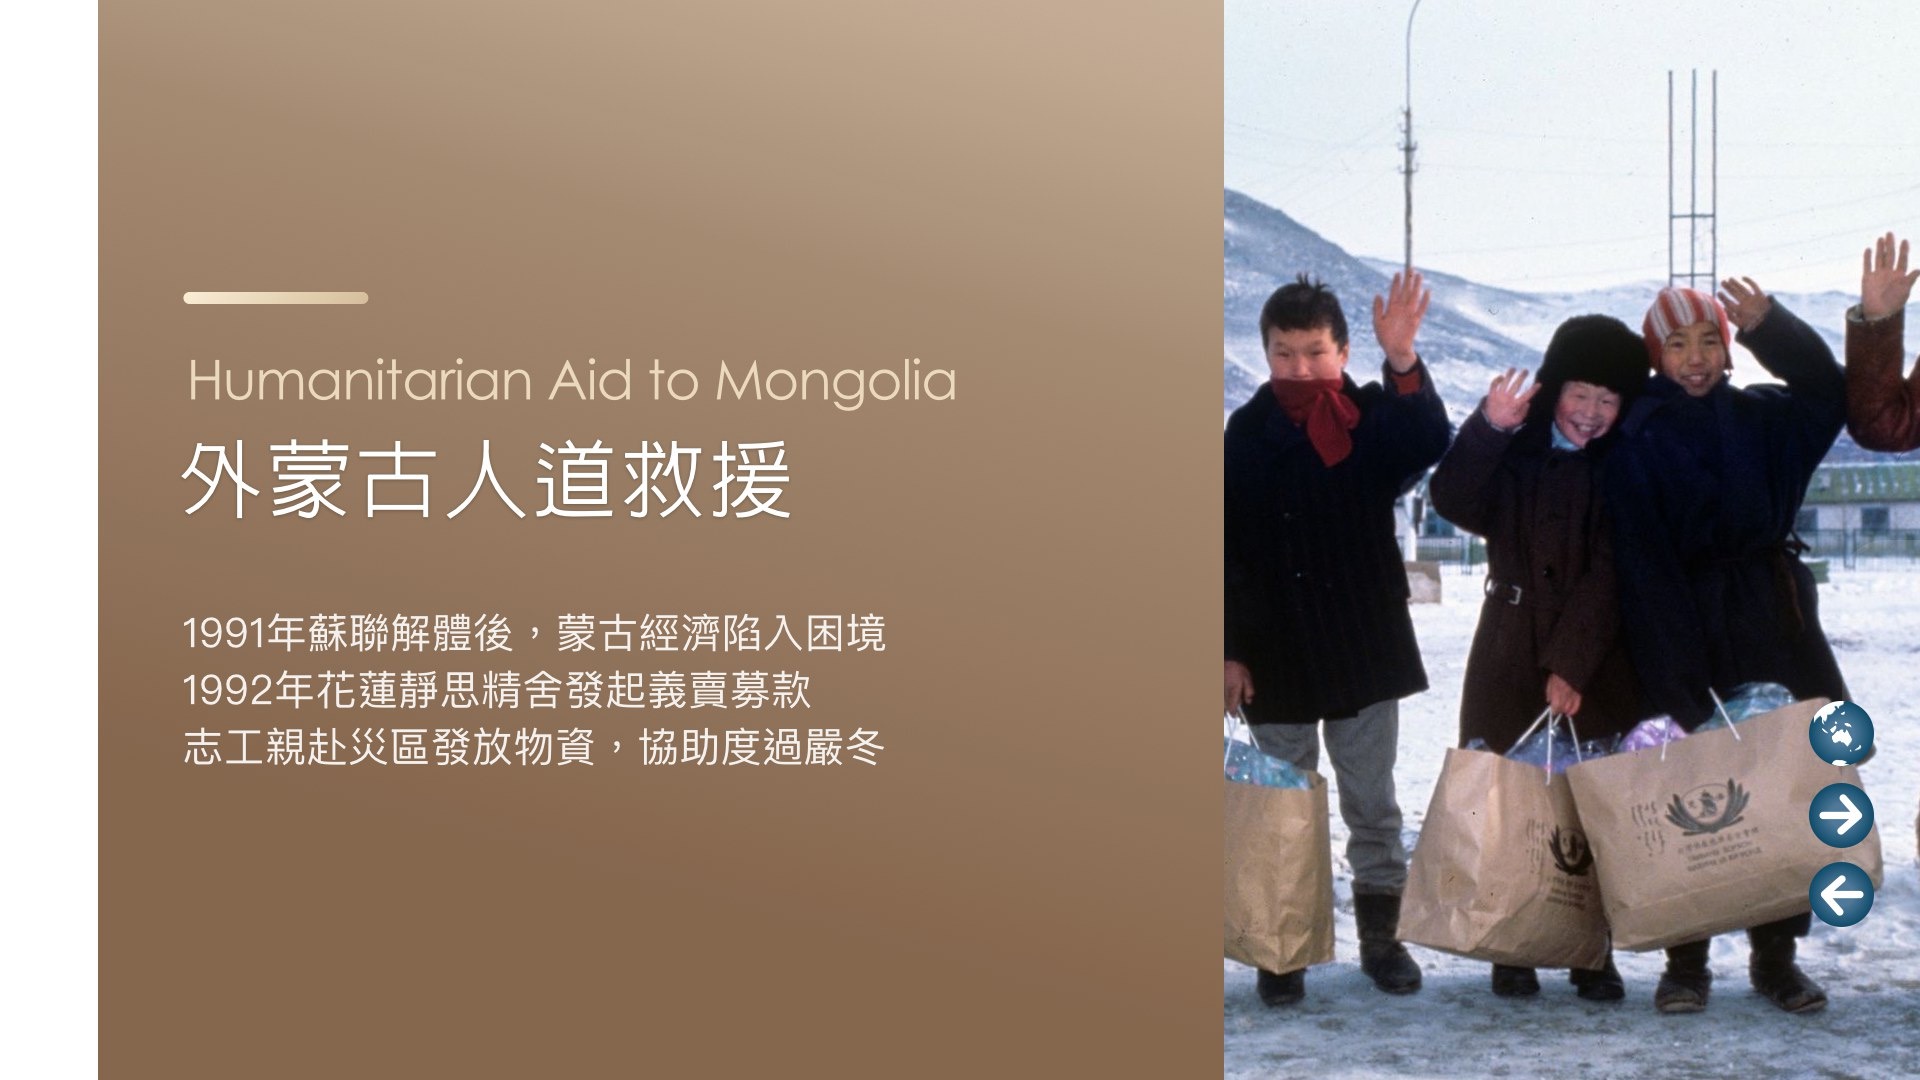 Humanitarian Aid to Mongolia
外蒙古人道救援
1991年蘇聯解體後，蒙古經濟陷入困境
1992年花蓮靜思精舍發起義賣募款
志工親赴災區發放物資，協助度過嚴冬